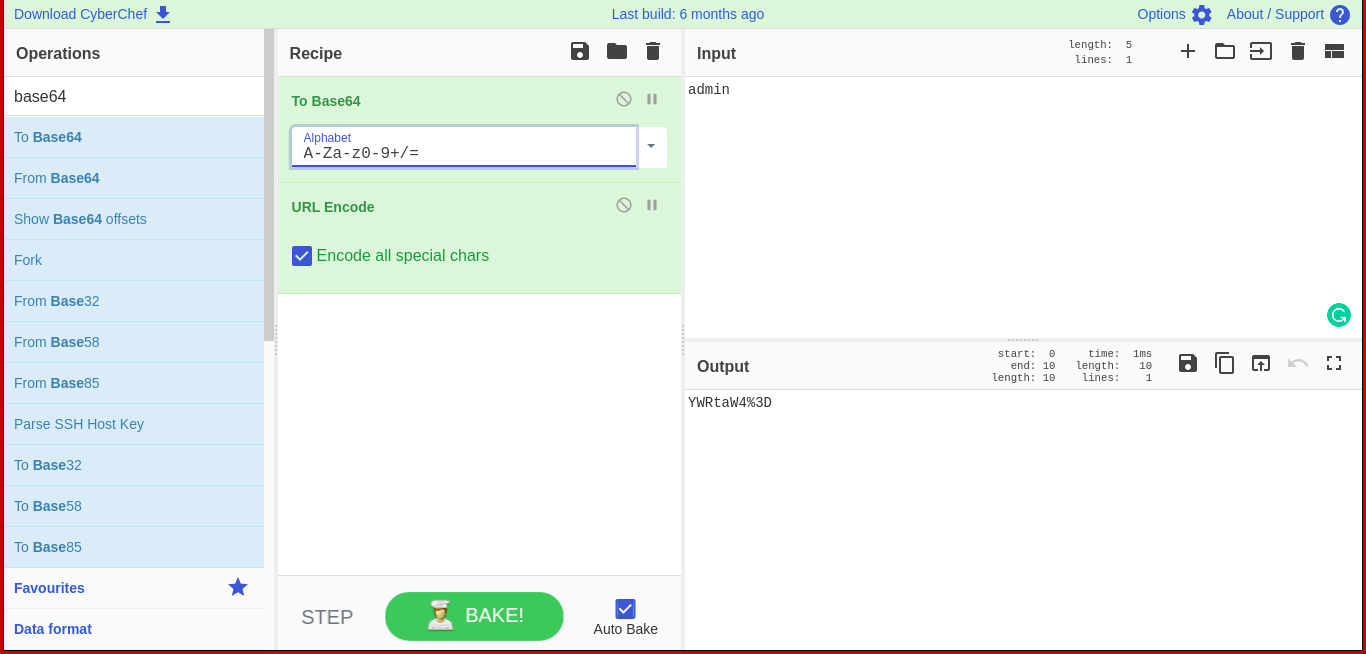 Download CyberChef
Last build: 6 months ago
Options
About / Support
Operations
base64
To Base64
From Base64
Show Base64 offsets
Fork
From Base32
From Base58
From Base85
Parse SSH Host Key
To Base32
To Base58
To Base85
Favourites
Data format
Recipe
To Base64
Alphabet
A-Za-z0-9+/=
URL Encode
Encode all special chars
STEP
BAKE!
Auto Bake
Input
length: 5
lines: 1
admin
Output
start: 0 time: 1ms
end: 10 length: 10
length: 10 lines: 1
YWRtaW4%3D